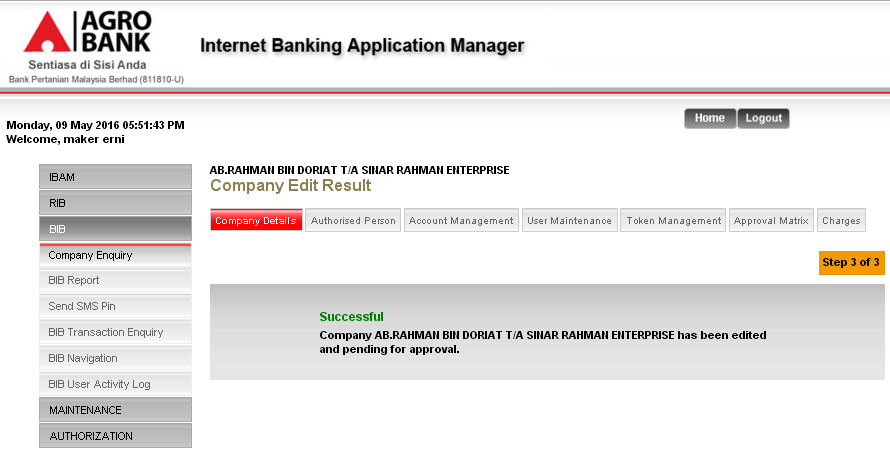 AGRO
BANK
Sentiasa di Sisi Anda
Bank Pertanian Malaysia Berhad (811810-U)
Internet Banking Application Manager
Monday, 09 May 2016 05:51:43 PM
Welcome, maker erni
Home
Logout
IBAM
RIB
BIB
Company Enquiry
BIB Report
Send SMS Pin
BIB Transaction Enquiry
BIB Navigation
BIB User Activity Log
MAINTENANCE
AUTHORIZATION
AB.RAHMAN BIN DORIAT T/A SINAR RAHMAN ENTERPRISE
Company Edit Result
Company Details
Authorised Person
Account Management
User Maintenance
Token Management
Approval Matrix
Charges
Step 3 of 3
Successful
Company AB.RAHMAN BIN DORIAT T/A SINAR RAHMAN ENTERPRISE has been edited
and pending for approval.